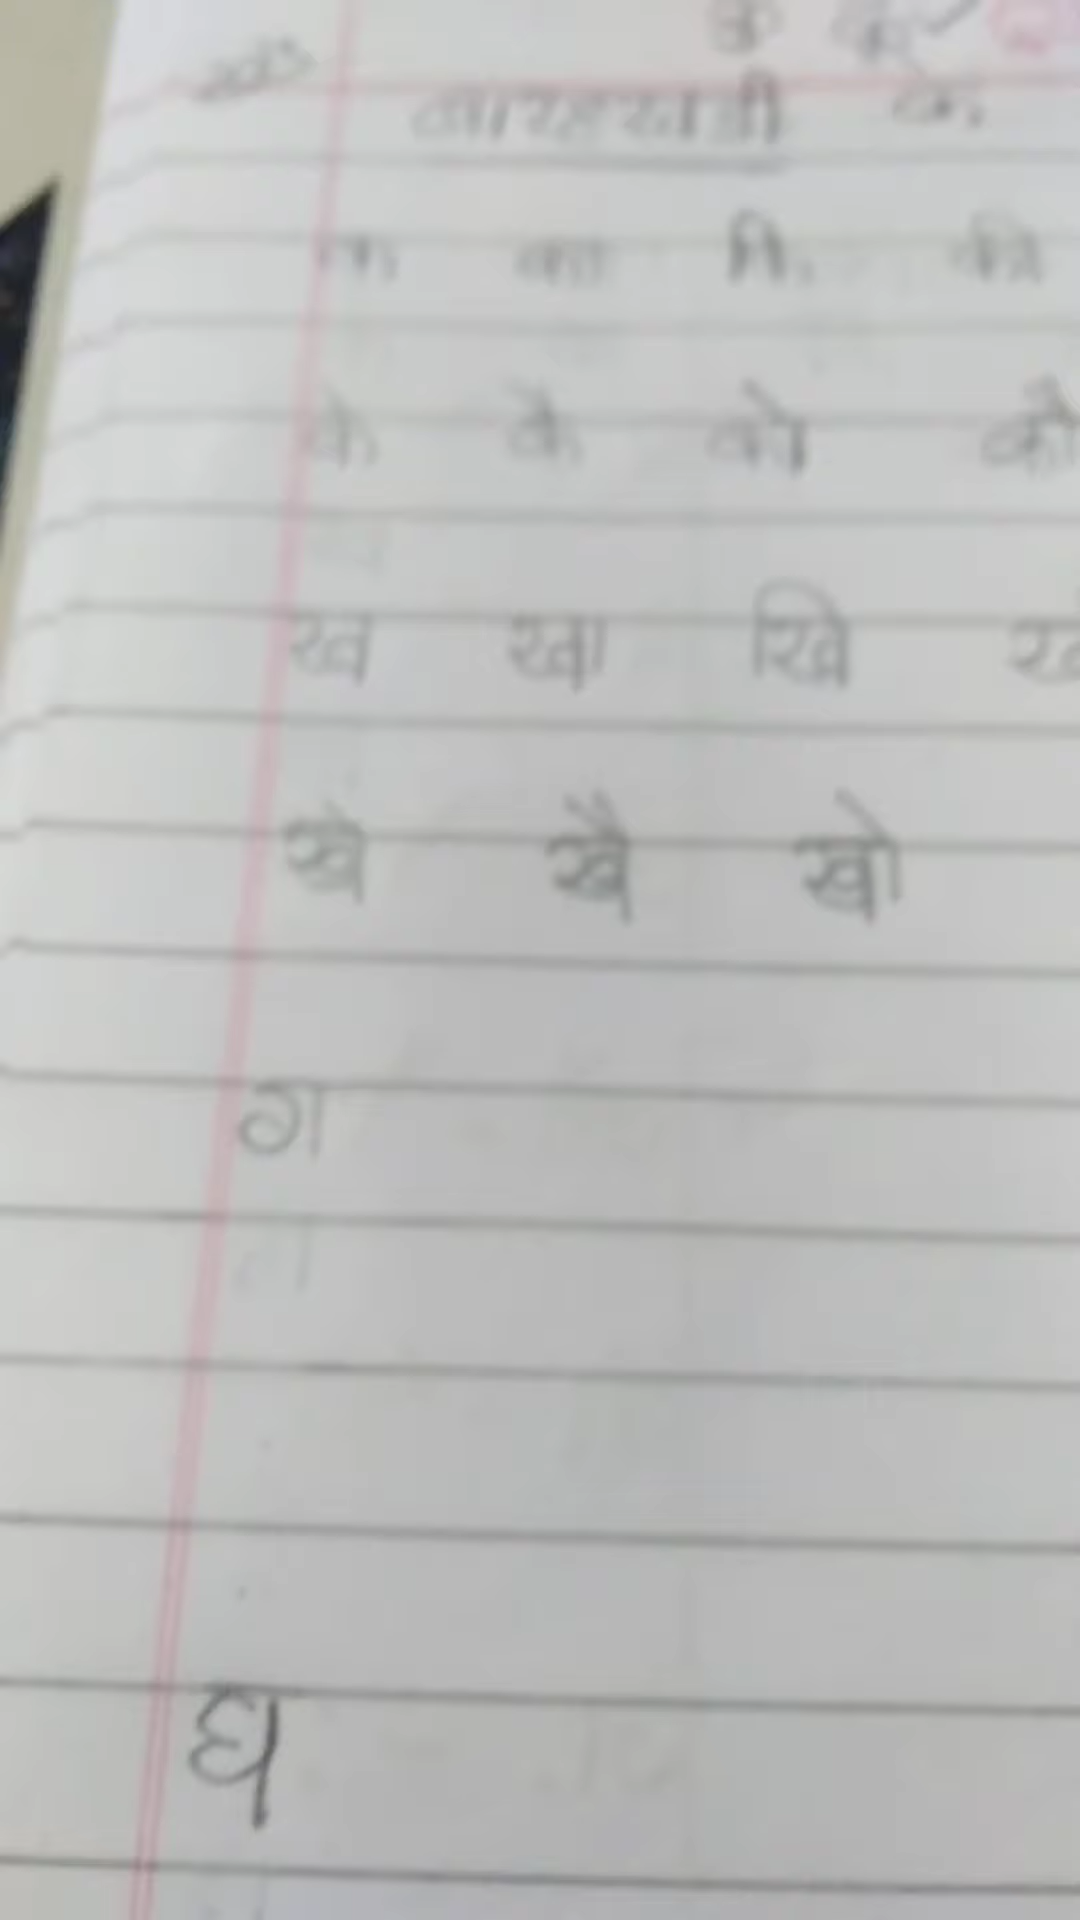 बारहखडी क
क का कि की
के कै को कौ
ख खा खि
खे खै खो
ग
घ